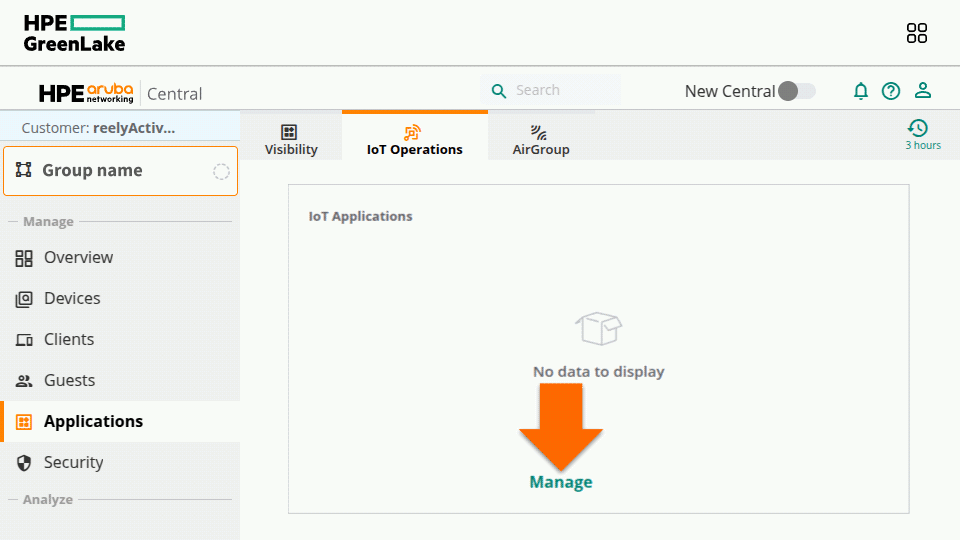 HPE
GreenLake
HPE aruba networking Central
Search
New Central
Customer: reelyActiv...
Visibility
IoT Operations
AirGroup
3 hours
Group name
Manage
Overview
Devices
Clients
Guests
Applications
Security
Analyze
IoT Applications
No data to display
Manage